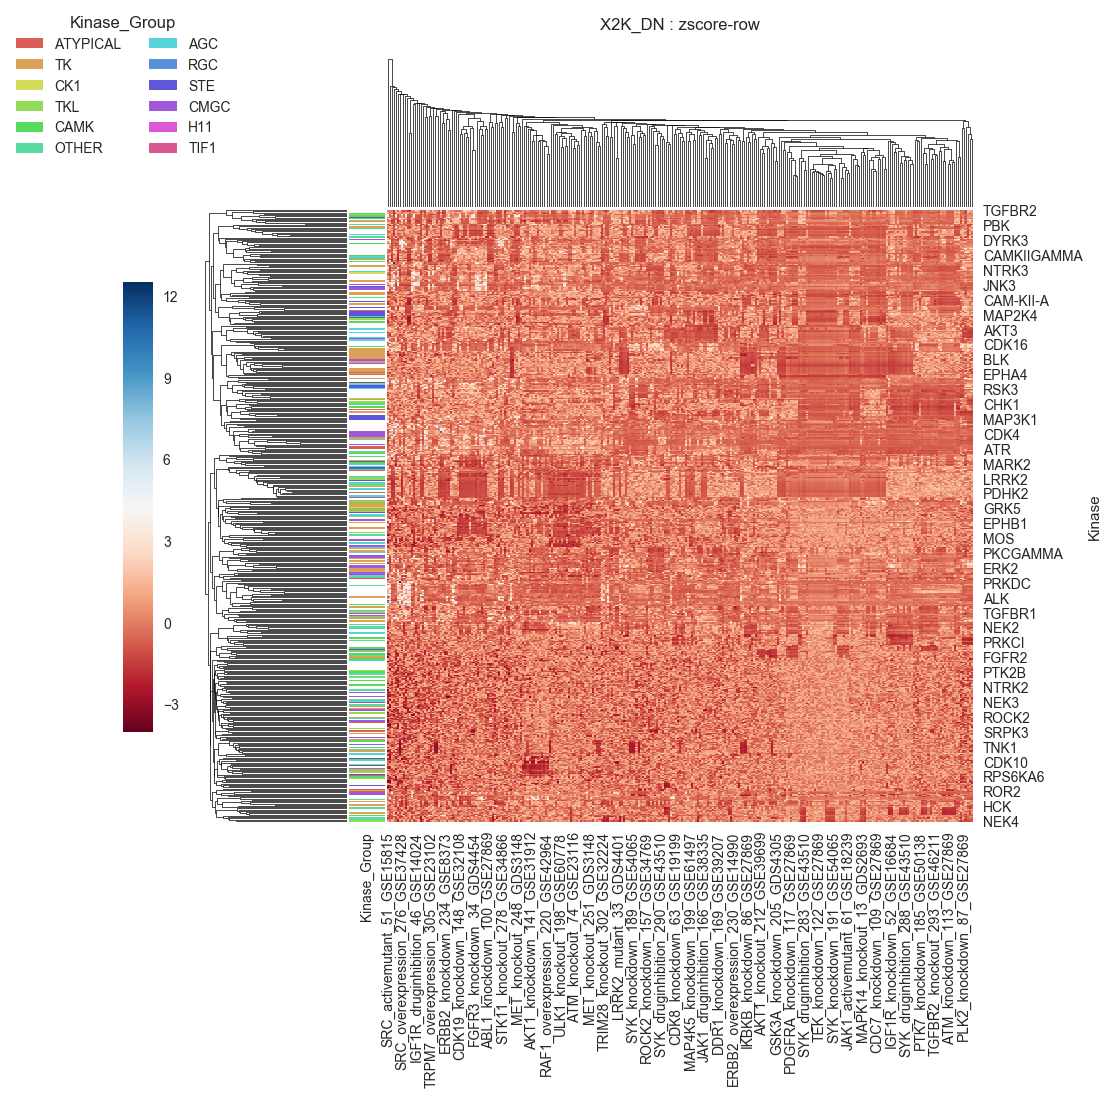 Kinase_Group
X2K_DN : zscore-row
ATYPICAL
TK
CK1
TKL
CAMK
OTHER
AGC
RGC
STE
CMGC
H11
TIF1
12
9
6
3
0
−3
TGFBR2
PBK
DYRK3
CAMKIIGAMMA
NTRK3
JNK3
CAM-KII-A
MAP2K4
AKT3
CDK16
BLK
EPHA4
RSK3
CHK1
MAP3K1
CDK4
ATR
MARK2
LRRK2
PDHK2
GRK5
EPHB1
MOS
PKCGAMMA
ERK2
PRKDC
ALK
TGFBR1
NEK2
PRKCI
FGFR2
PTK2B
NTRK2
NEK3
ROCK2
SRPK3
TNK1
CDK10
RPS6KA6
ROR2
HCK
NEK4
Kinase
Kinase_Group
SRC_activemutant_51_GSE15815
SRC_overexpression_276_GSE37428
IGF1R_druginhibition_46_GSE14024
TRPM7_overexpression_305_GSE23102
ERBB2_knockdown_234_GSE8373
CDK19_knockdown_148_GSE32108
FGFR3_knockdown_34_GDS4454
ABL1_knockdown_100_GSE27869
STK11_knockout_278_GSE34866
MET_knockout_248_GDS3148
AKT1_knockdown_141_GSE31912
RAF1_overexpression_220_GSE42964
ULK1_knockout_198_GSE60778
ATM_knockout_74_GSE23116
MET_knockout_251_GDS3148
TRIM28_knockout_302_GSE32224
LRRK2_mutant_33_GDS4401
SYK_knockdown_189_GSE54065
ROCK2_knockdown_157_GSE34769
SYK_druginhibition_290_GSE43510
CDK8_knockdown_63_GSE19199
MAP4K5_knockdown_199_GSE61497
JAK1_druginhibition_166_GSE38335
DDR1_knockdown_169_GSE39207
ERBB2_overexpression_230_GSE14990
IKBKB_knockdown_86_GSE27869
AKT1_knockout_212_GSE39699
GSK3A_knockdown_205_GDS4305
PDGFRA_knockdown_117_GSE27869
SYK_druginhibition_283_GSE43510
TEK_knockdown_122_GSE27869
SYK_knockdown_191_GSE54065
JAK1_activemutant_61_GSE18239
MAPK14_knockout_13_GDS2693
CDC7_knockdown_109_GSE27869
IGF1R_knockout_52_GSE16684
SYK_druginhibition_288_GSE43510
PTK7_knockdown_185_GSE50138
TGFBR2_knockout_293_GSE46211
ATM_knockdown_113_GSE27869
PLK2_knockdown_87_GSE27869